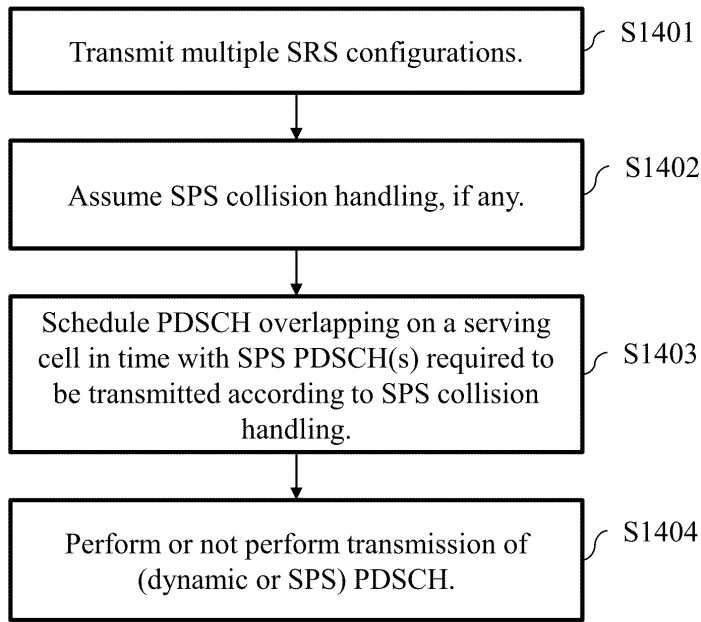 Transmit multiple SRS configurations.
S1401
Assume SPS collision handling, if any.
S1402
Schedule PDSCH overlapping on a serving
cell in time with SPS PDSCH(s) required to
be transmitted according to SPS collision
handling.
S1403
Perform or not perform transmission of
(dynamic or SPS) PDSCH.
S1404